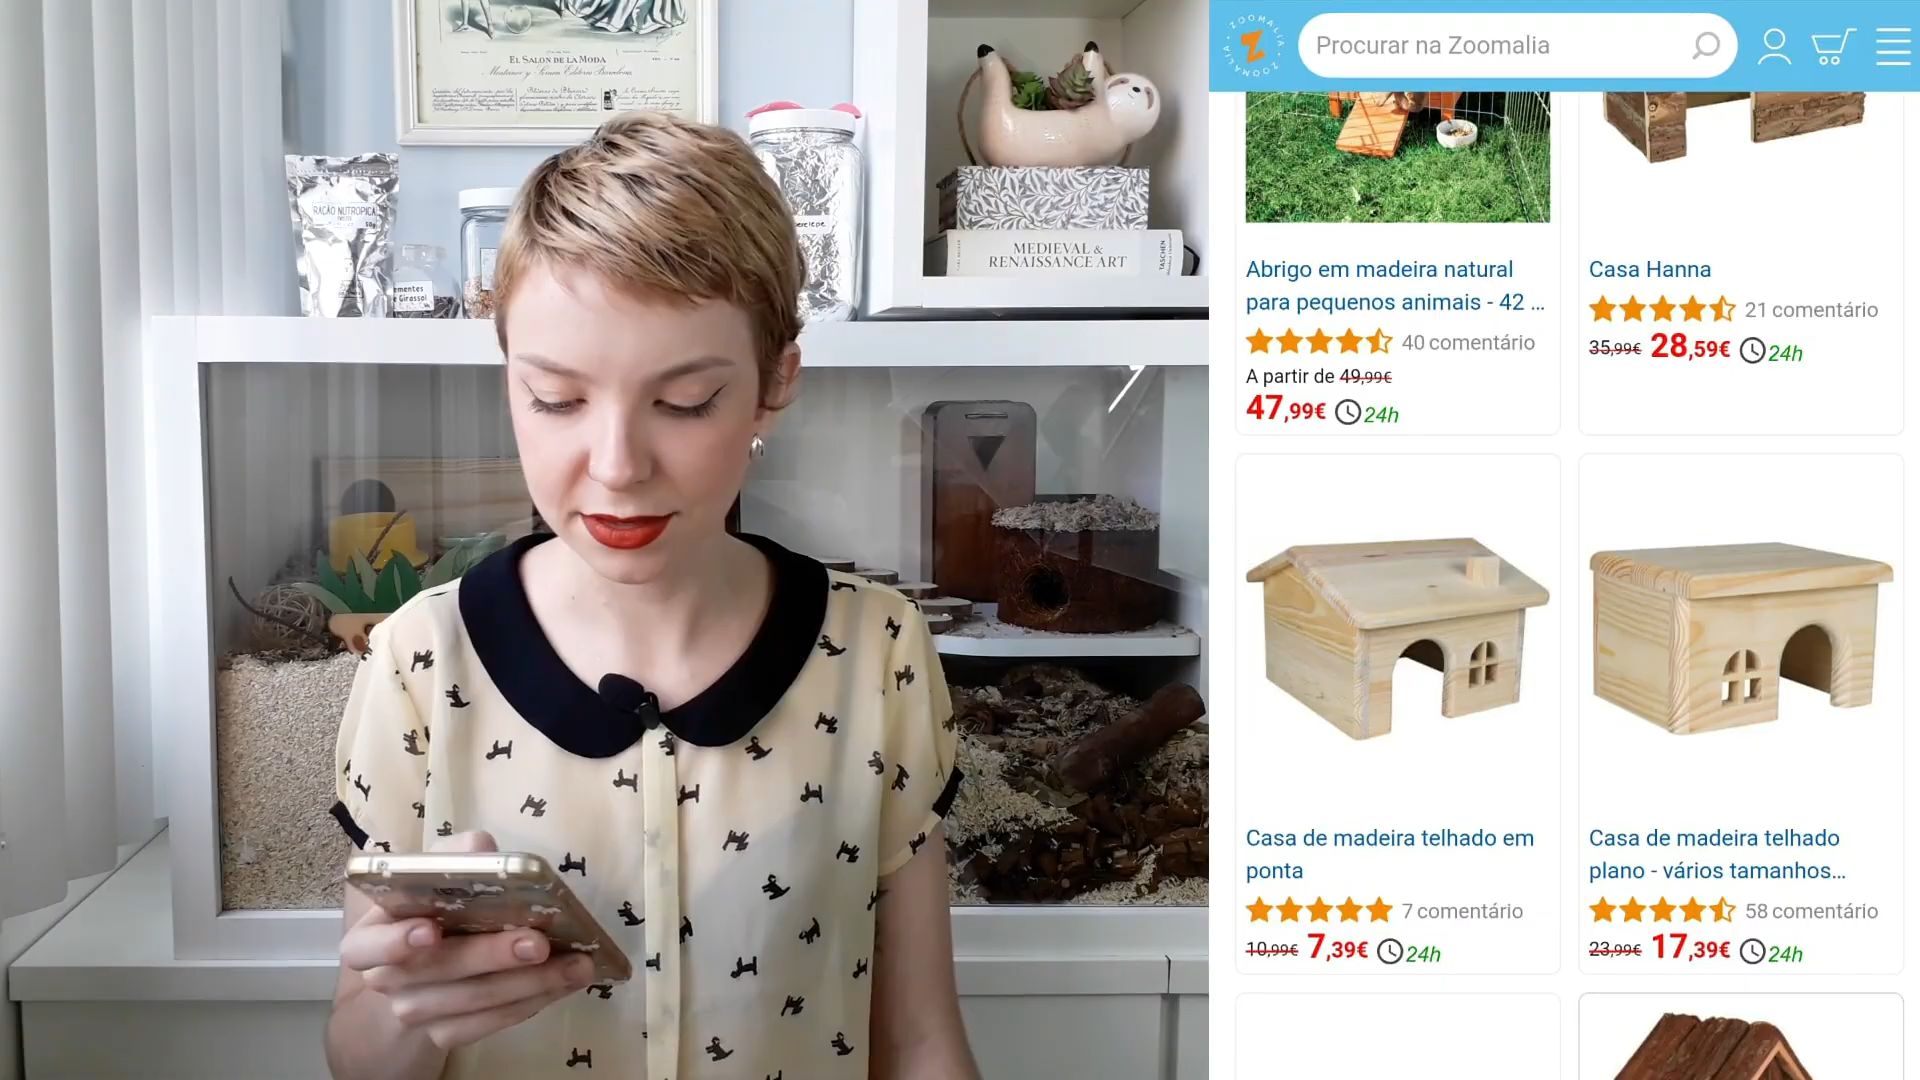 EL SALON DE LA MODA
RAÇÃO NUTRÓPICA
MEDIEVAL &
RENAISSANCE ART
TASCHEN
ZOOMALIA
Procurar na Zoomalia
Abrigo em madeira natural
para pequenos animais - 42 ...
40 comentário
A partir de 49,99€
47,99€ 24h
Casa Hanna
21 comentário
35,99€ 28,59€ 24h
Casa de madeira telhado em
ponta
7 comentário
10,99€ 7,39€ 24h
Casa de madeira telhado
plano - vários tamanhos...
58 comentário
23,99€ 17,39€ 24h